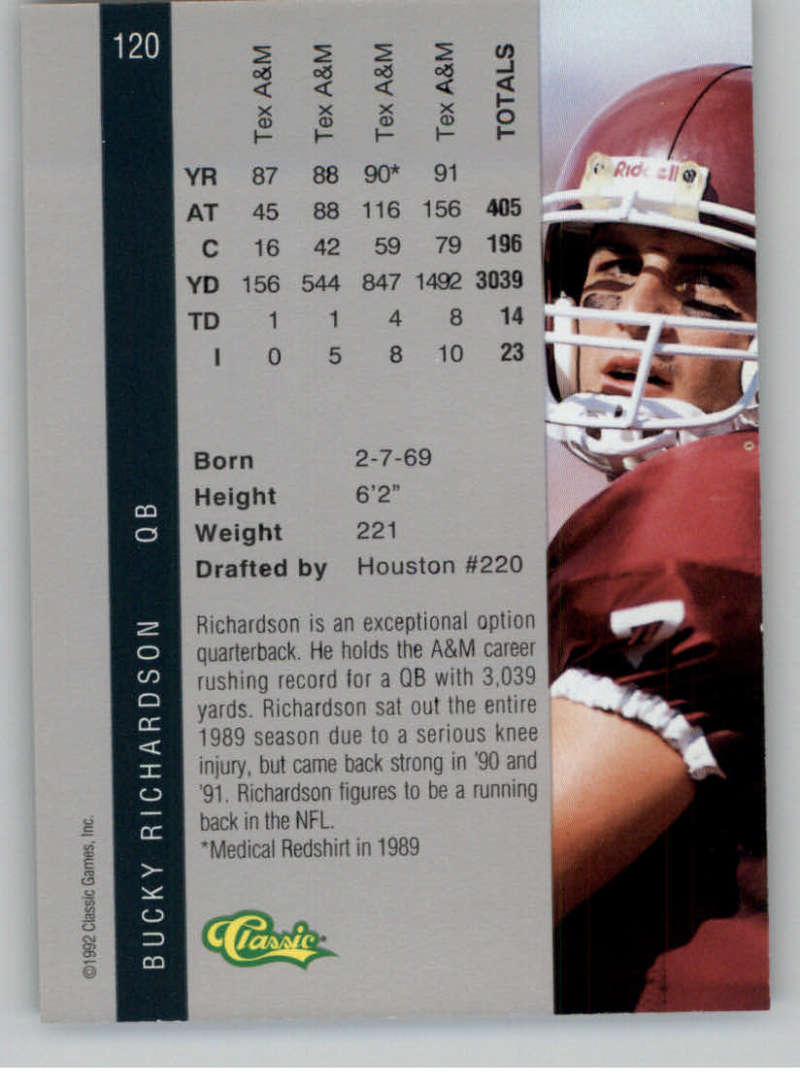 120
Tex A&M Tex A&M Tex A&M Tex A&M TOTALS
YR 87 88 90* 91
AT 45 88 116 156 405
C 16 42 59 79 196
YD 156 544 847 1492 3039
TD 1 1 4 8 14
I 0 5 8 10 23
Born 2-7-69
Height 6'2"
Weight 221
Drafted by Houston #220
Richardson is an exceptional option
quarterback. He holds the A&M career
rushing record for a QB with 3,039
yards. Richardson sat out the entire
1989 season due to a serious knee
injury, but came back strong in '90 and
'91. Richardson figures to be a running
back in the NFL.
*Medical Redshirt in 1989
Classic
BUCKY RICHARDSON QB
©1992 Classic Games, Inc.
Riddell